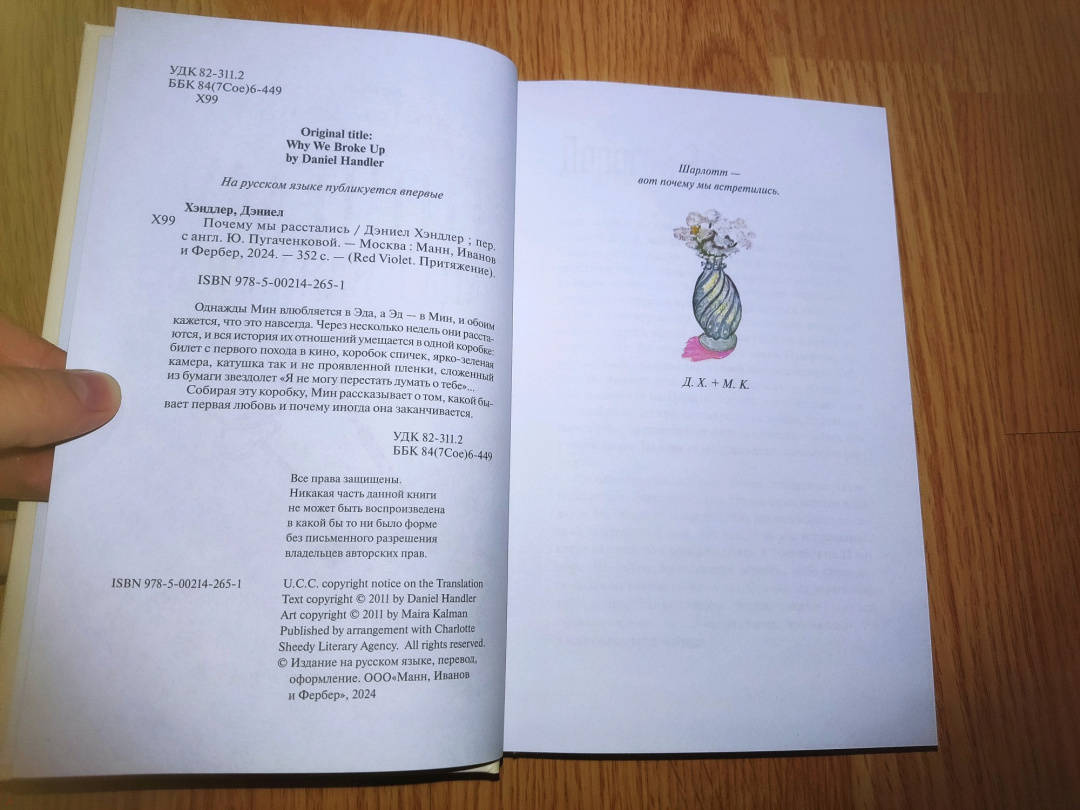 УДК 82-311.2
ББК 84(7Сое)6-449
Х99
Original title:
Why We Broke Up
by Daniel Handler
На русском языке публикуется впервые
Хэндлер, Дэниел
Х99 Почему мы расстались / Дэниел Хэндлер ; пер.
с англ. Ю. Пугаченковой. — Москва : Манн, Иванов
и Фербер, 2024. — 352 с. — (Red Violet. Притяжение).
ISBN 978-5-00214-265-1
Однажды Мин влюбляется в Эда, а Эд — в Мин, и обоим
кажется, что это навсегда. Через несколько недель они расста-
ются, и вся история их отношений умещается в одной коробке:
билет с первого похода в кино, коробок спичек, ярко-зеленая
камера, катушка так и не проявленной пленки, сложенный
из бумаги звездолет «Я не могу перестать думать о тебе»...
Собирая эту коробку, Мин рассказывает о том, какой бы-
вает первая любовь и почему иногда она заканчивается.
УДК 82-311.2
ББК 84(7Сое)6-449
Все права защищены.
Никакая часть данной книги
не может быть воспроизведена
в какой бы то ни было форме
без письменного разрешения
владельцев авторских прав.
ISBN 978-5-00214-265-1
U.C.C. copyright notice on the Translation
Text copyright © 2011 by Daniel Handler
Art copyright © 2011 by Maira Kalman
Published by arrangement with Charlotte
Sheedy Literary Agency. All rights reserved.
© Издание на русском языке, перевод,
оформление. ООО«Манн, Иванов
и Фербер», 2024
Шарлотт —
вот почему мы встретились.
Д. Х. + М. К.